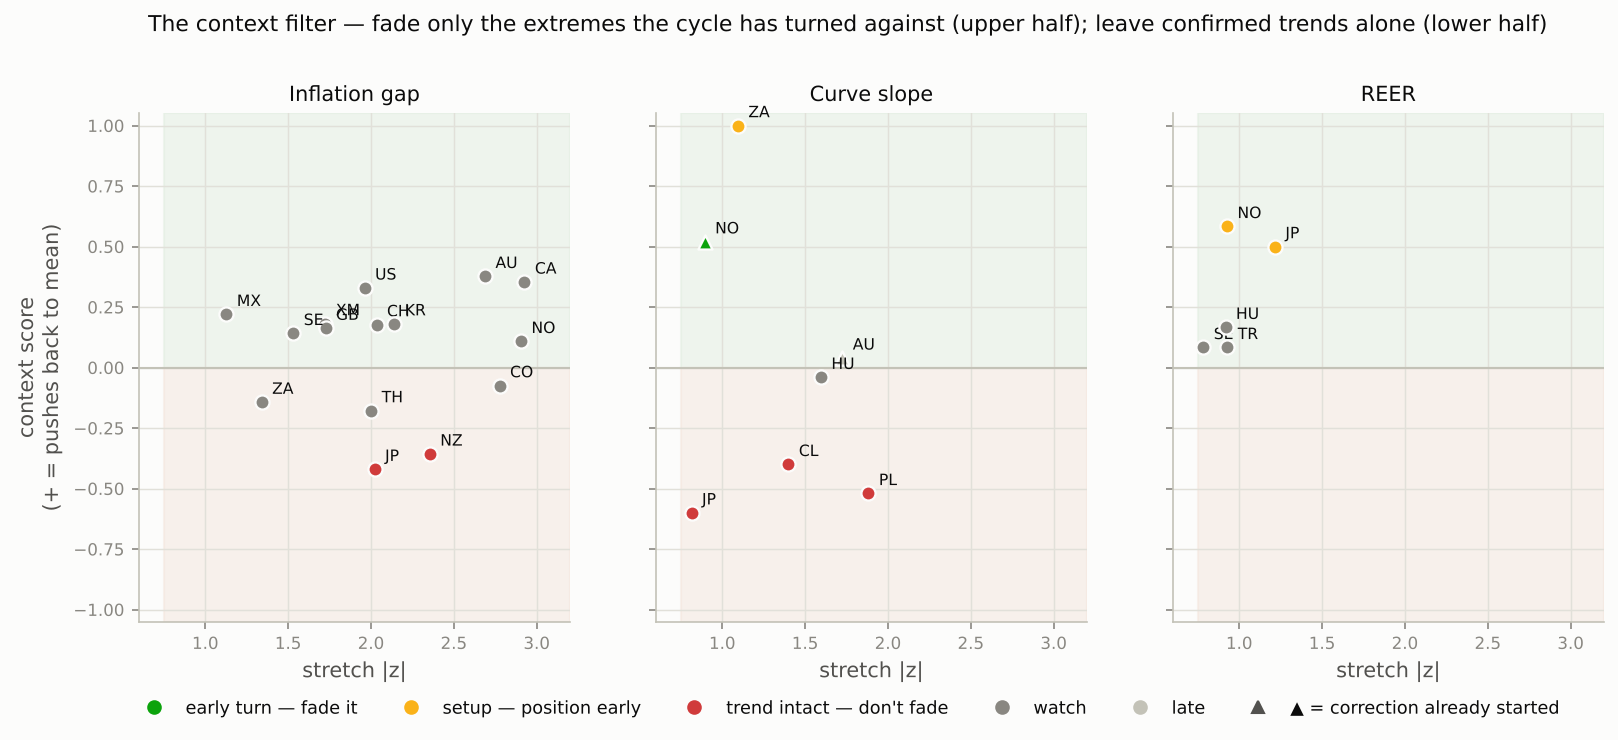 The context filter — fade only the extremes the cycle has turned against (upper half); leave confirmed trends alone (lower half)
Inflation gap
Curve slope
REER
context score
(+ = pushes back to mean)
1.00
0.75
0.50
0.25
0.00
−0.25
−0.50
−0.75
−1.00
MX
US
AU
CA
SE
XM
GB
CH
KR
NO
CO
ZA
TH
JP
NZ
ZA
NO
AU
HU
CL
PL
JP
NO
JP
HU
SE
TR
1.0 1.5 2.0 2.5 3.0
1.0 1.5 2.0 2.5 3.0
1.0 1.5 2.0 2.5 3.0
stretch |z|
stretch |z|
stretch |z|
early turn — fade it
setup — position early
trend intact — don't fade
watch
late
▲ = correction already started